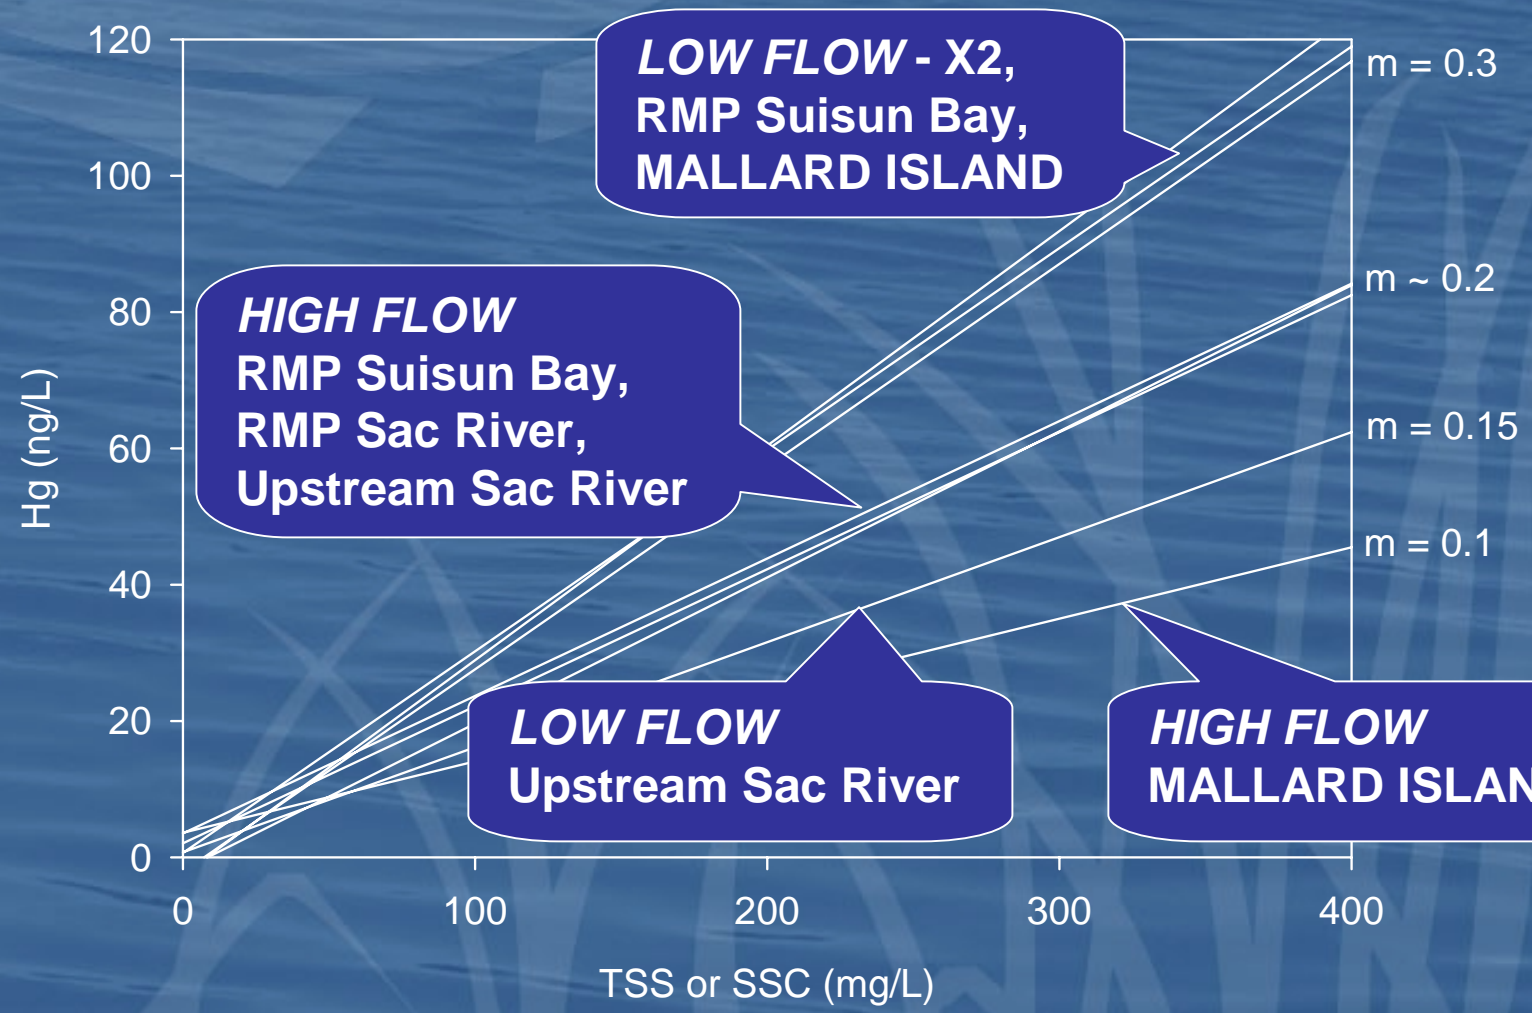 120
100
80
60
40
20
0
Hg (ng/L)
LOW FLOW - X2,
RMP Suisun Bay,
MALLARD ISLAND
HIGH FLOW
RMP Suisun Bay,
RMP Sac River,
Upstream Sac River
LOW FLOW
Upstream Sac River
HIGH FLOW
MALLARD ISLAN
m = 0.3
m ~ 0.2
m = 0.15
m = 0.1
0 100 200 300 400
TSS or SSC (mg/L)